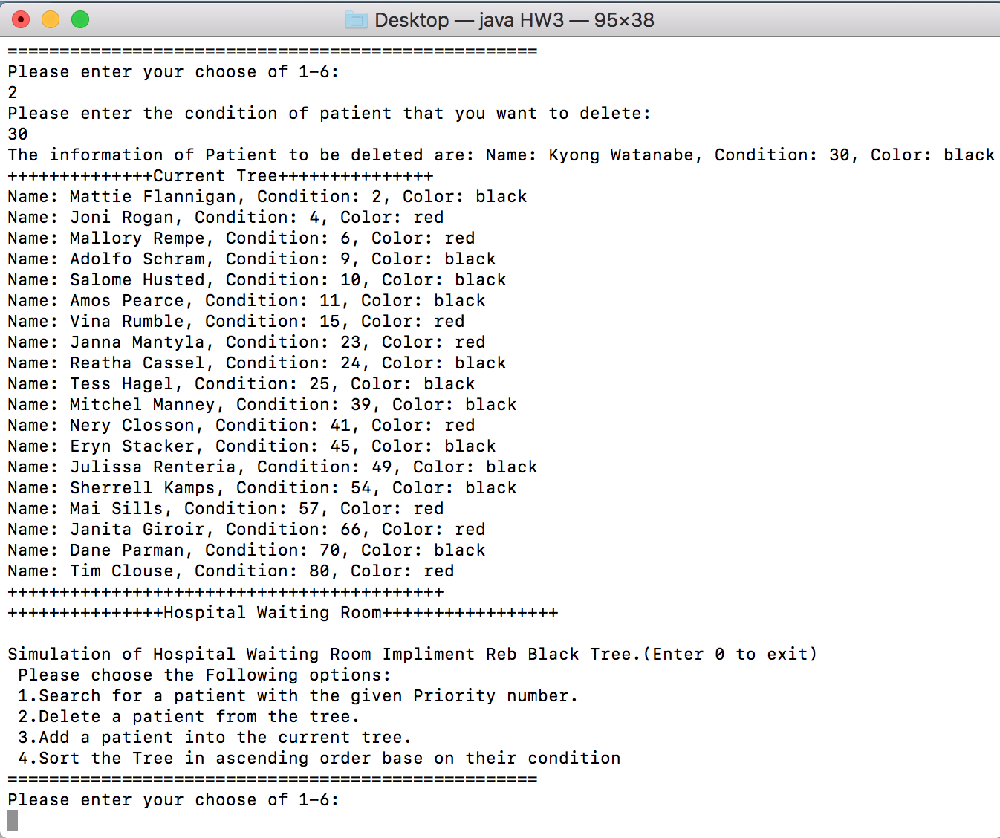 Desktop — java HW3 — 95×38
===================================================
Please enter your choose of 1-6:
2
Please enter the condition of patient that you want to delete:
30
The information of Patient to be deleted are: Name: Kyong Watanabe, Condition: 30, Color: black
++++++++++++++Current Tree+++++++++++++++
Name: Mattie Flannigan, Condition: 2, Color: black
Name: Joni Rogan, Condition: 4, Color: red
Name: Mallory Rempe, Condition: 6, Color: red
Name: Adolfo Schram, Condition: 9, Color: black
Name: Salome Husted, Condition: 10, Color: black
Name: Amos Pearce, Condition: 11, Color: black
Name: Vina Rumble, Condition: 15, Color: red
Name: Janna Mantyla, Condition: 23, Color: red
Name: Reatha Cassel, Condition: 24, Color: black
Name: Tess Hagel, Condition: 25, Color: black
Name: Mitchel Manney, Condition: 39, Color: black
Name: Nery Closson, Condition: 41, Color: red
Name: Eryn Stacker, Condition: 45, Color: black
Name: Julissa Renteria, Condition: 49, Color: black
Name: Sherrell Kamps, Condition: 54, Color: black
Name: Mai Sills, Condition: 57, Color: red
Name: Janita Giroir, Condition: 66, Color: red
Name: Dane Parman, Condition: 70, Color: black
Name: Tim Clouse, Condition: 80, Color: red
++++++++++++++++++++++++++++++++++++++++++
+++++++++++++++Hospital Waiting Room+++++++++++++++++
Simulation of Hospital Waiting Room Impliment Reb Black Tree.(Enter 0 to exit)
Please choose the Following options:
1.Search for a patient with the given Priority number.
2.Delete a patient from the tree.
3.Add a patient into the current tree.
4.Sort the Tree in ascending order base on their condition
===================================================
Please enter your choose of 1-6: